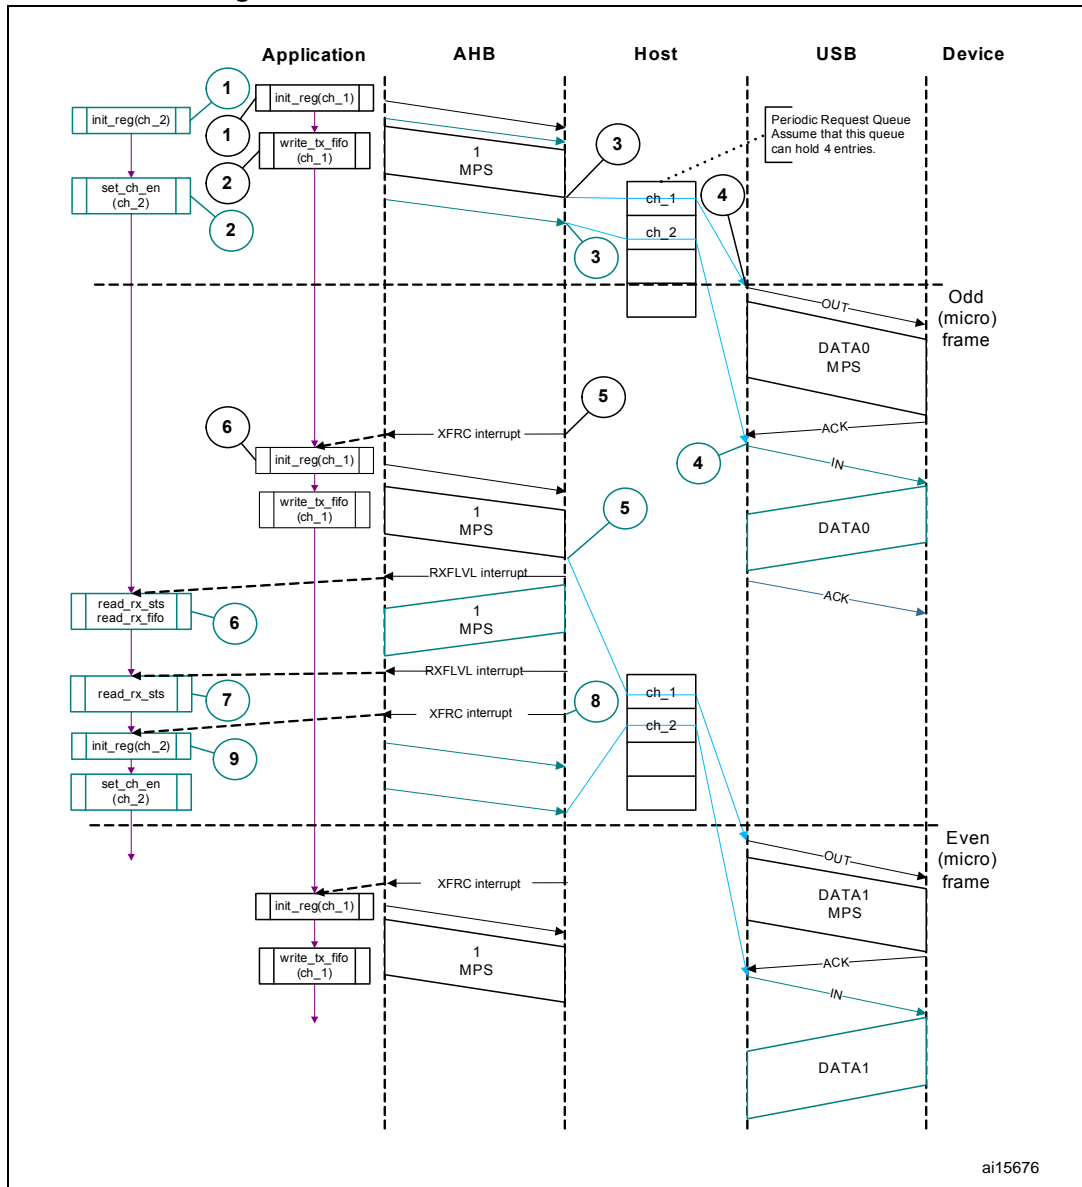 Application
AHB
Host
USB
Device
1
init_reg(ch_2)
1
init_reg(ch_1)
1
MPS
Periodic Request Queue
Assume that this queue
can hold 4 entries.
write_tx_fifo
(ch_1)
2
3
4
set_ch_en
(ch_2)
2
ch_1
ch_2
3
Odd
(micro)
frame
OUT
DATA0
MPS
ACK
5
6
XFRC interrupt
init_reg(ch_1)
4
IN
write_tx_fifo
(ch_1)
1
MPS
5
DATA0
RXFLVL interrupt
read_rx_sts
read_rx_fifo
6
1
MPS
ACK
RXFLVL interrupt
read_rx_sts
7
ch_1
8
XFRC interrupt
ch_2
init_reg(ch_2)
9
set_ch_en
(ch_2)
Even
(micro)
frame
OUT
XFRC interrupt
init_reg(ch_1)
DATA1
MPS
write_tx_fifo
(ch_1)
1
MPS
ACK
IN
DATA1
ai15676